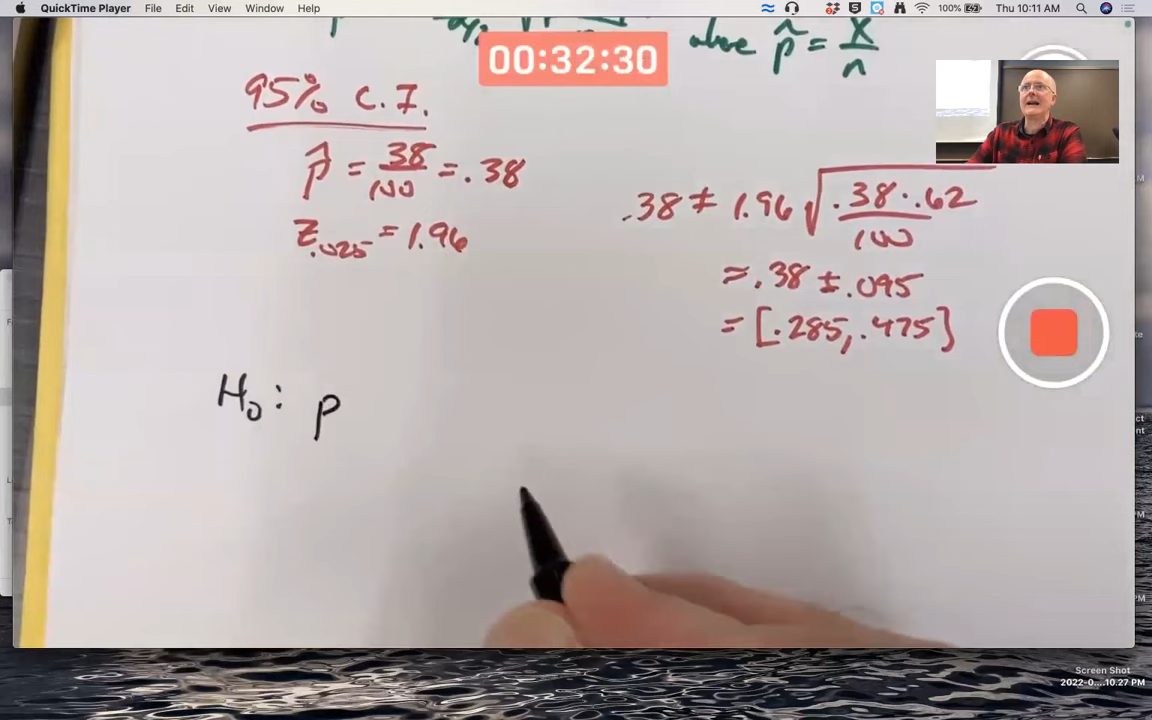 QuickTime Player File Edit View Window Help 100% Thu 10:11 AM
00:32:30
above p̂ = X/n
95% C.I.
p̂ = 38/100 = .38
z.025 = 1.96
.38 ± 1.96 √(.38·.62/100)
≈ .38 ± .095
= [.285, .475]
H0: p
Screen Shot
2022-0....10.27 PM